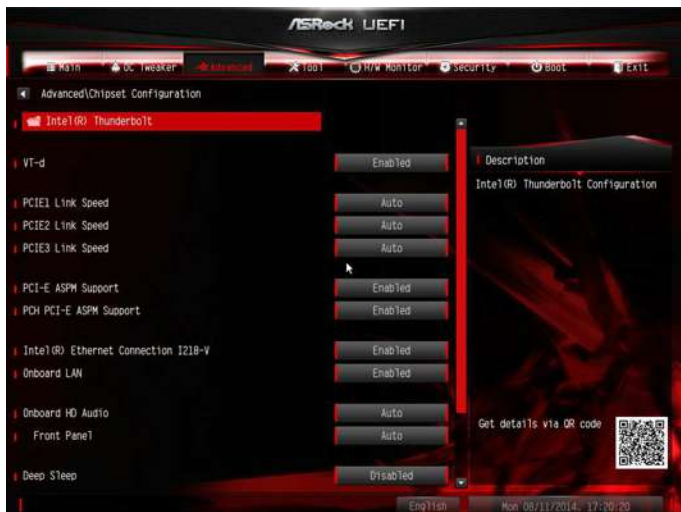 ASRock UEFI
Main OC Tweaker Advanced Tool H/W Monitor Security Boot Exit
Advanced\Chipset Configuration
Intel(R) Thunderbolt
VT-d Enabled
Description
Intel(R) Thunderbolt Configuration
PCIE1 Link Speed Auto
PCIE2 Link Speed Auto
PCIE3 Link Speed Auto
PCI-E ASPM Support Enabled
PCH PCI-E ASPM Support Enabled
Intel(R) Ethernet Connection I218-V Enabled
Onboard LAN Enabled
Onboard HD Audio Auto
Front Panel Auto
Get details via QR code
Deep Sleep Disabled
English Mon 08/11/2014. 17:20:20